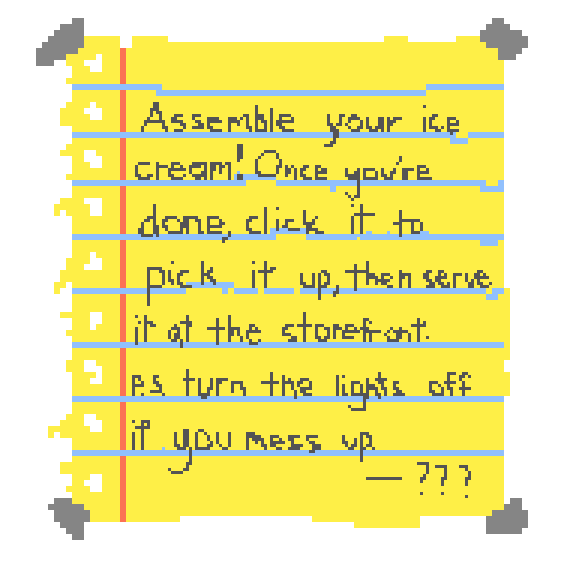 Assemble your ice
cream! Once you're
done, click it to
pick it up, then serve
it at the storefront.
P.S turn the lights off
if you mess up
— ???